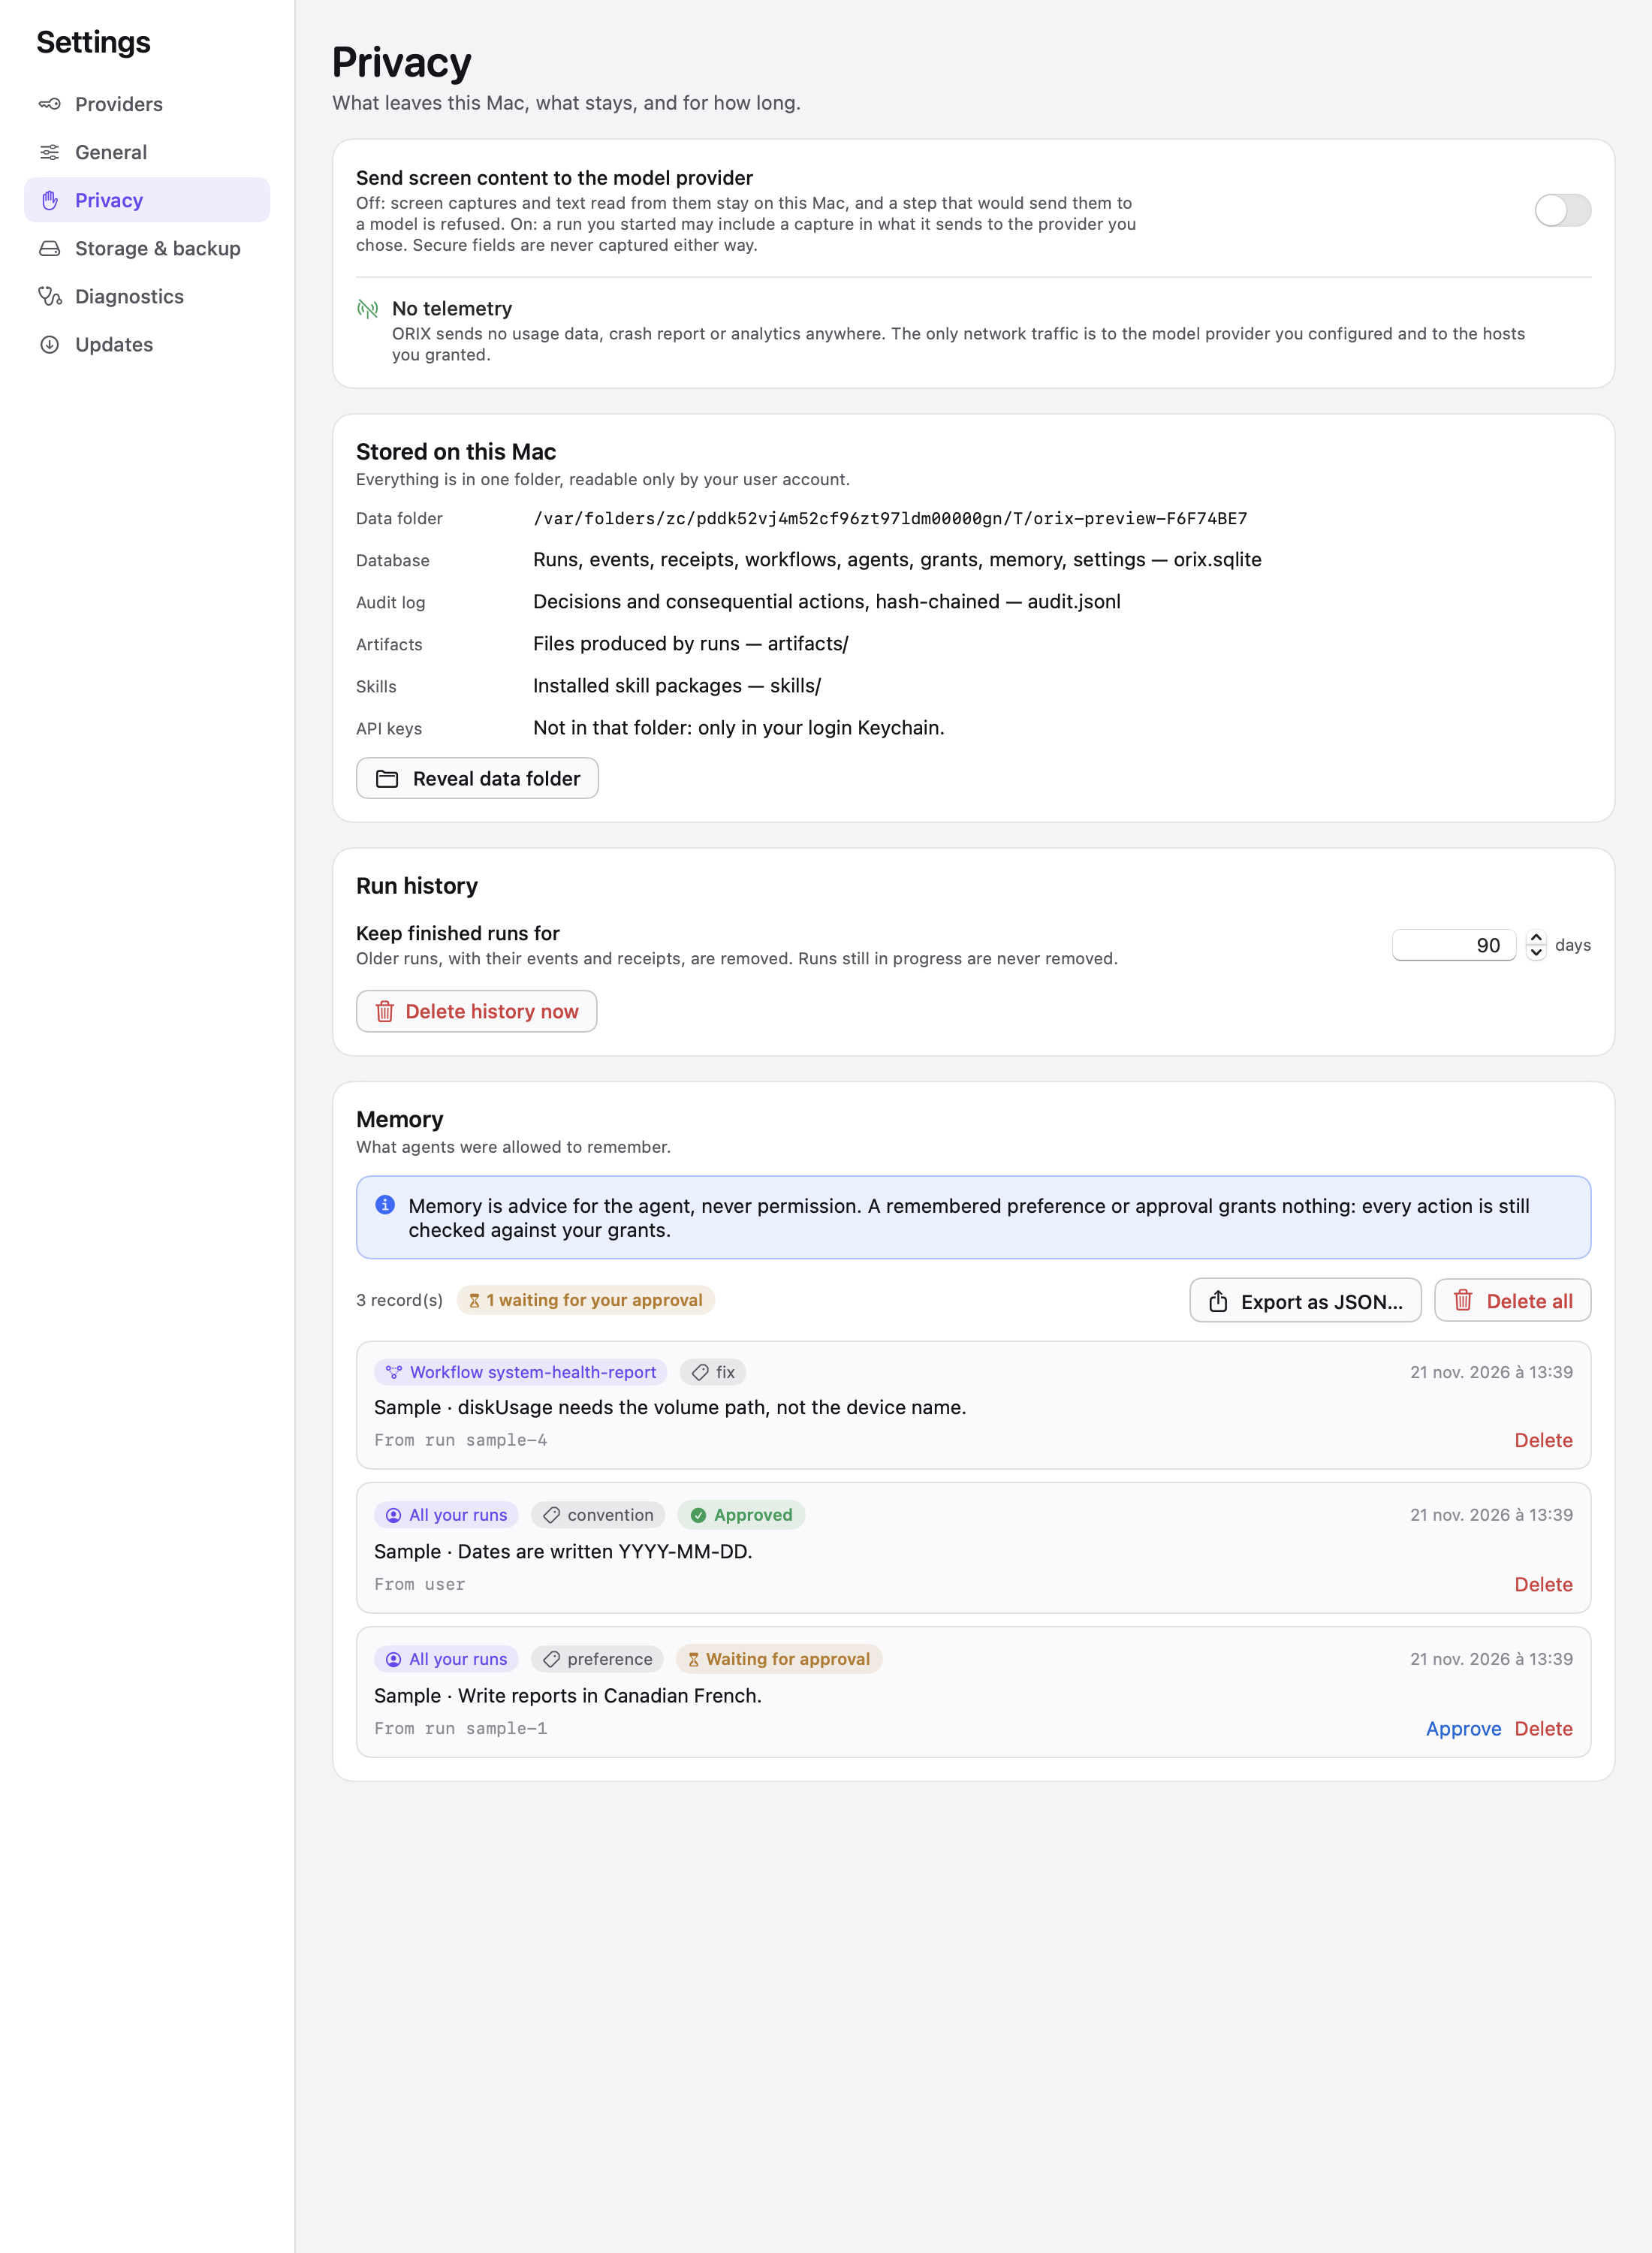 Settings
Providers
General
Privacy
Storage & backup
Diagnostics
Updates
Privacy
What leaves this Mac, what stays, and for how long.
Send screen content to the model provider
Off: screen captures and text read from them stay on this Mac, and a step that would send them to
a model is refused. On: a run you started may include a capture in what it sends to the provider you
chose. Secure fields are never captured either way.
No telemetry
ORIX sends no usage data, crash report or analytics anywhere. The only network traffic is to the model provider you configured and to the hosts
you granted.
Stored on this Mac
Everything is in one folder, readable only by your user account.
Data folder /var/folders/zc/pddk52vj4m52cf96zt97ldm00000gn/T/orix-preview-F6F74BE7
Database Runs, events, receipts, workflows, agents, grants, memory, settings — orix.sqlite
Audit log Decisions and consequential actions, hash-chained — audit.jsonl
Artifacts Files produced by runs — artifacts/
Skills Installed skill packages — skills/
API keys Not in that folder: only in your login Keychain.
Reveal data folder
Run history
Keep finished runs for
Older runs, with their events and receipts, are removed. Runs still in progress are never removed.
90 days
Delete history now
Memory
What agents were allowed to remember.
Memory is advice for the agent, never permission. A remembered preference or approval grants nothing: every action is still
checked against your grants.
3 record(s) 1 waiting for your approval Export as JSON... Delete all
Workflow system-health-report fix 21 nov. 2026 à 13:39
Sample · diskUsage needs the volume path, not the device name.
From run sample-4 Delete
All your runs convention Approved 21 nov. 2026 à 13:39
Sample · Dates are written YYYY-MM-DD.
From user Delete
All your runs preference Waiting for approval 21 nov. 2026 à 13:39
Sample · Write reports in Canadian French.
From run sample-1 Approve Delete